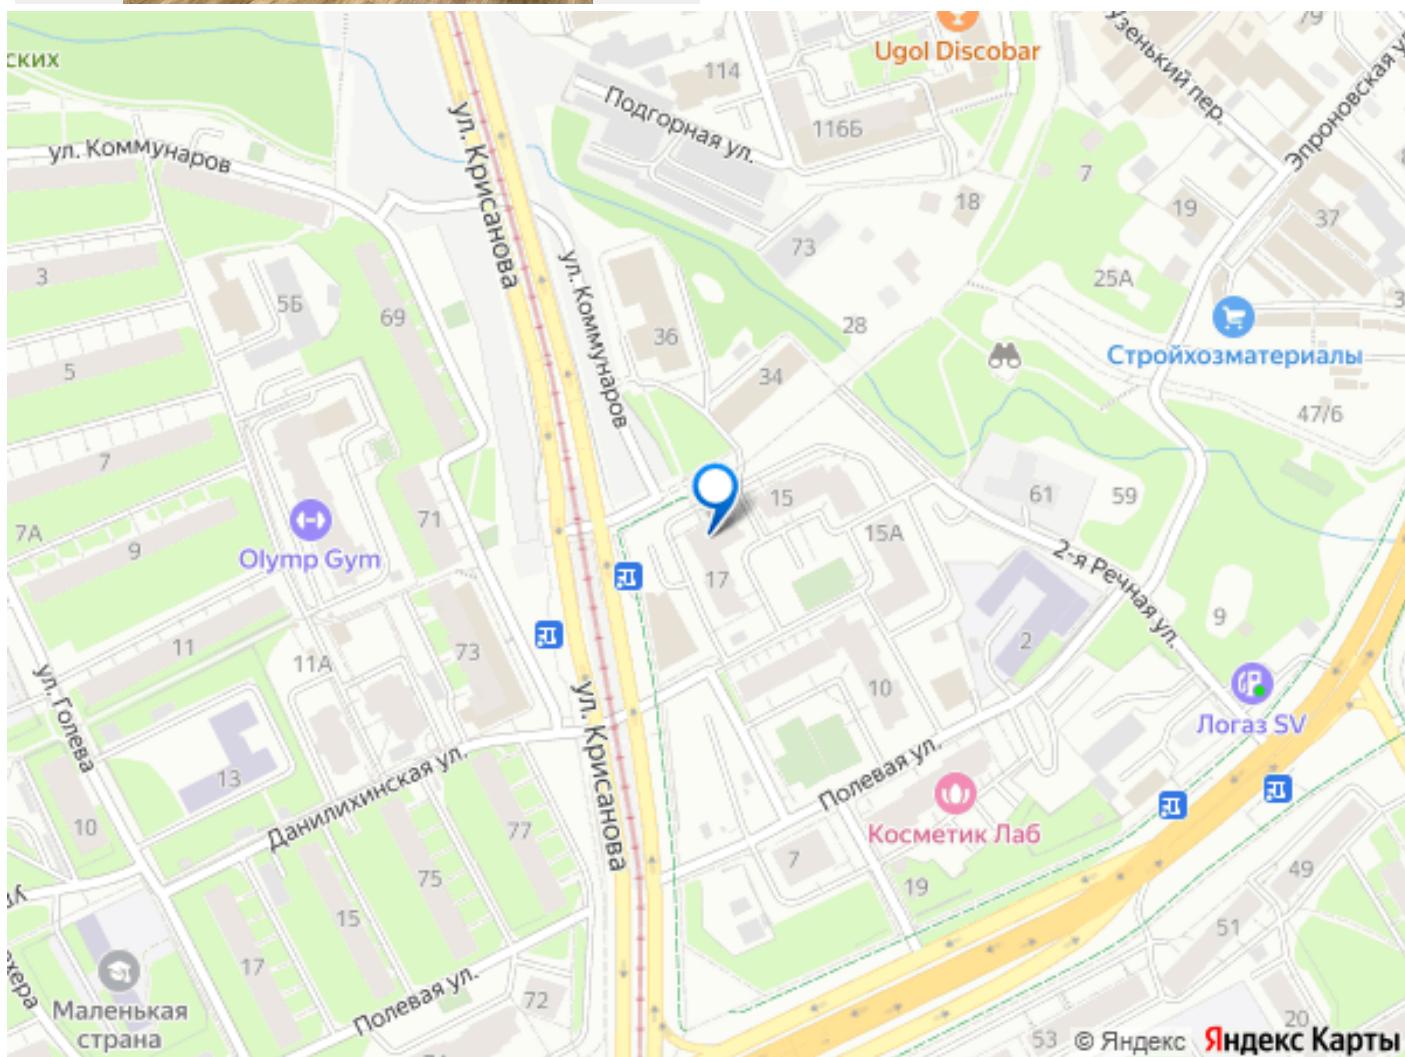 ских
Ugol Discobar
Узенький пер.
79
Эпроновская у
114
116Б
Подгорная ул.
ул. Коммунаров
ул. Крисанова
7
18
19
37
73
25А
3
5Б
69
ул. Коммунаров
36
28
Стройхозматериалы
5
34
47/6
7
15
61
59
7А
9
71
15А
Olymp Gym
2-я Речная ул.
17
9
11
11А
73
2
10
ул. Голева
ул. Крисанова
Логаз SV
13
Данилихинская ул.
Полевая ул.
10
77
Косметик Лаб
7
75
19
49
15
51
17
Полевая ул.
72
Маленькая
страна
20
53
© Яндекс Яндекс Карты